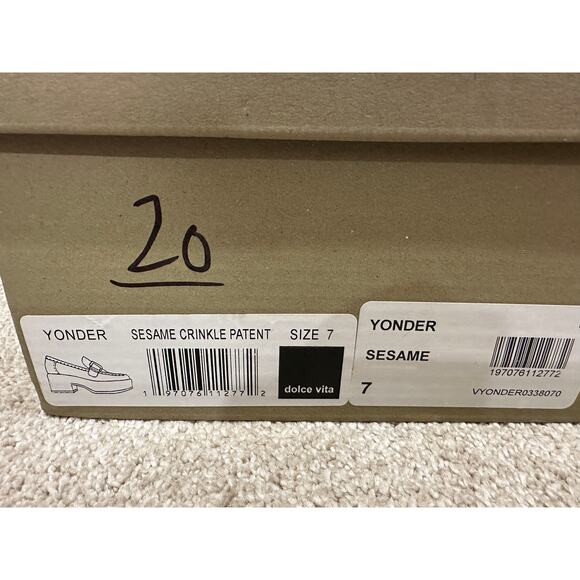 20
YONDER SESAME CRINKLE PATENT SIZE 7
1 97076 11277 2
dolce vita
YONDER
SESAME
7
197076112772
VYONDER0338070